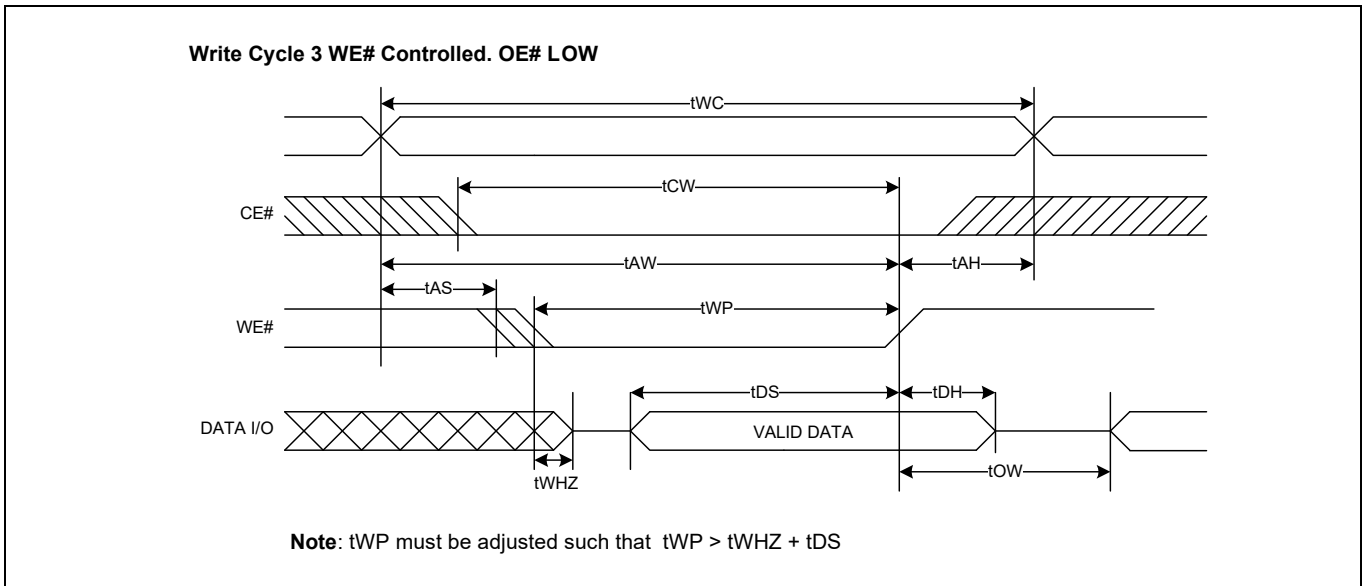 Write Cycle 3 WE# Controlled. OE# LOW
tWC
tCW
CE#
tAW
tAH
tAS
tWP
WE#
tDS
tDH
DATA I/O
VALID DATA
tOW
tWHZ
Note: tWP must be adjusted such that tWP > tWHZ + tDS